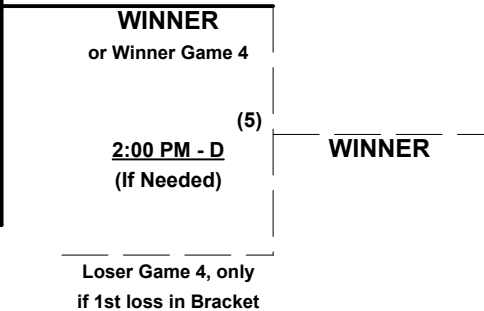 WINNER
or Winner Game 4
(5)
2:00 PM - D
WINNER
(If Needed)
Loser Game 4, only
if 1st loss in Bracket